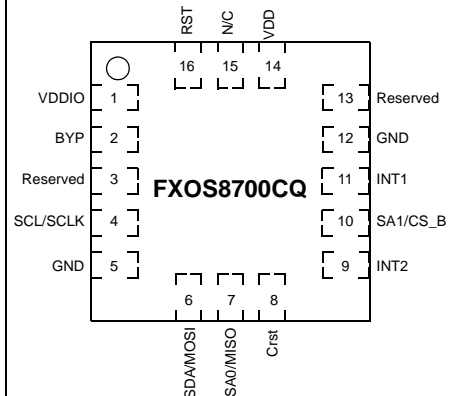 RST
N/C
VDD
16
15
14
VDDIO 1
13 Reserved
BYP 2
12 GND
Reserved 3
FXOS8700CQ
11 INT1
SCL/SCLK 4
10 SA1/CS_B
GND 5
9 INT2
6
7
8
SDA/MOSI
SA0/MISO
Crst